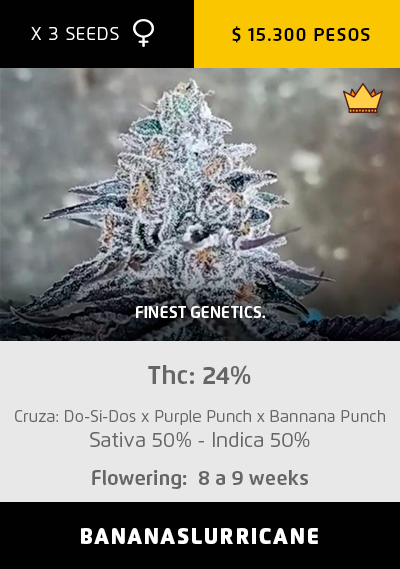 X 3 SEEDS
$ 15.300 PESOS
FINEST GENETICS.
Thc: 24%
Cruza: Do-Si-Dos x Purple Punch x Bannana Punch
Sativa 50% - Indica 50%
Flowering: 8 a 9 weeks
BANANASLURRICANE